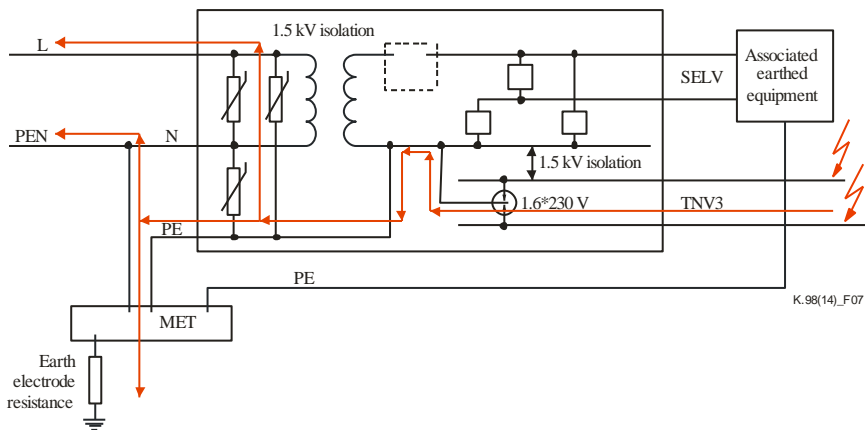 1.5 kV isolation
L
SELV
Associated
earthed
equipment
PEN
N
1.5 kV isolation
1.6*230 V
TNV3
PE
PE
K.98(14)_F07
MET
Earth
electrode
resistance